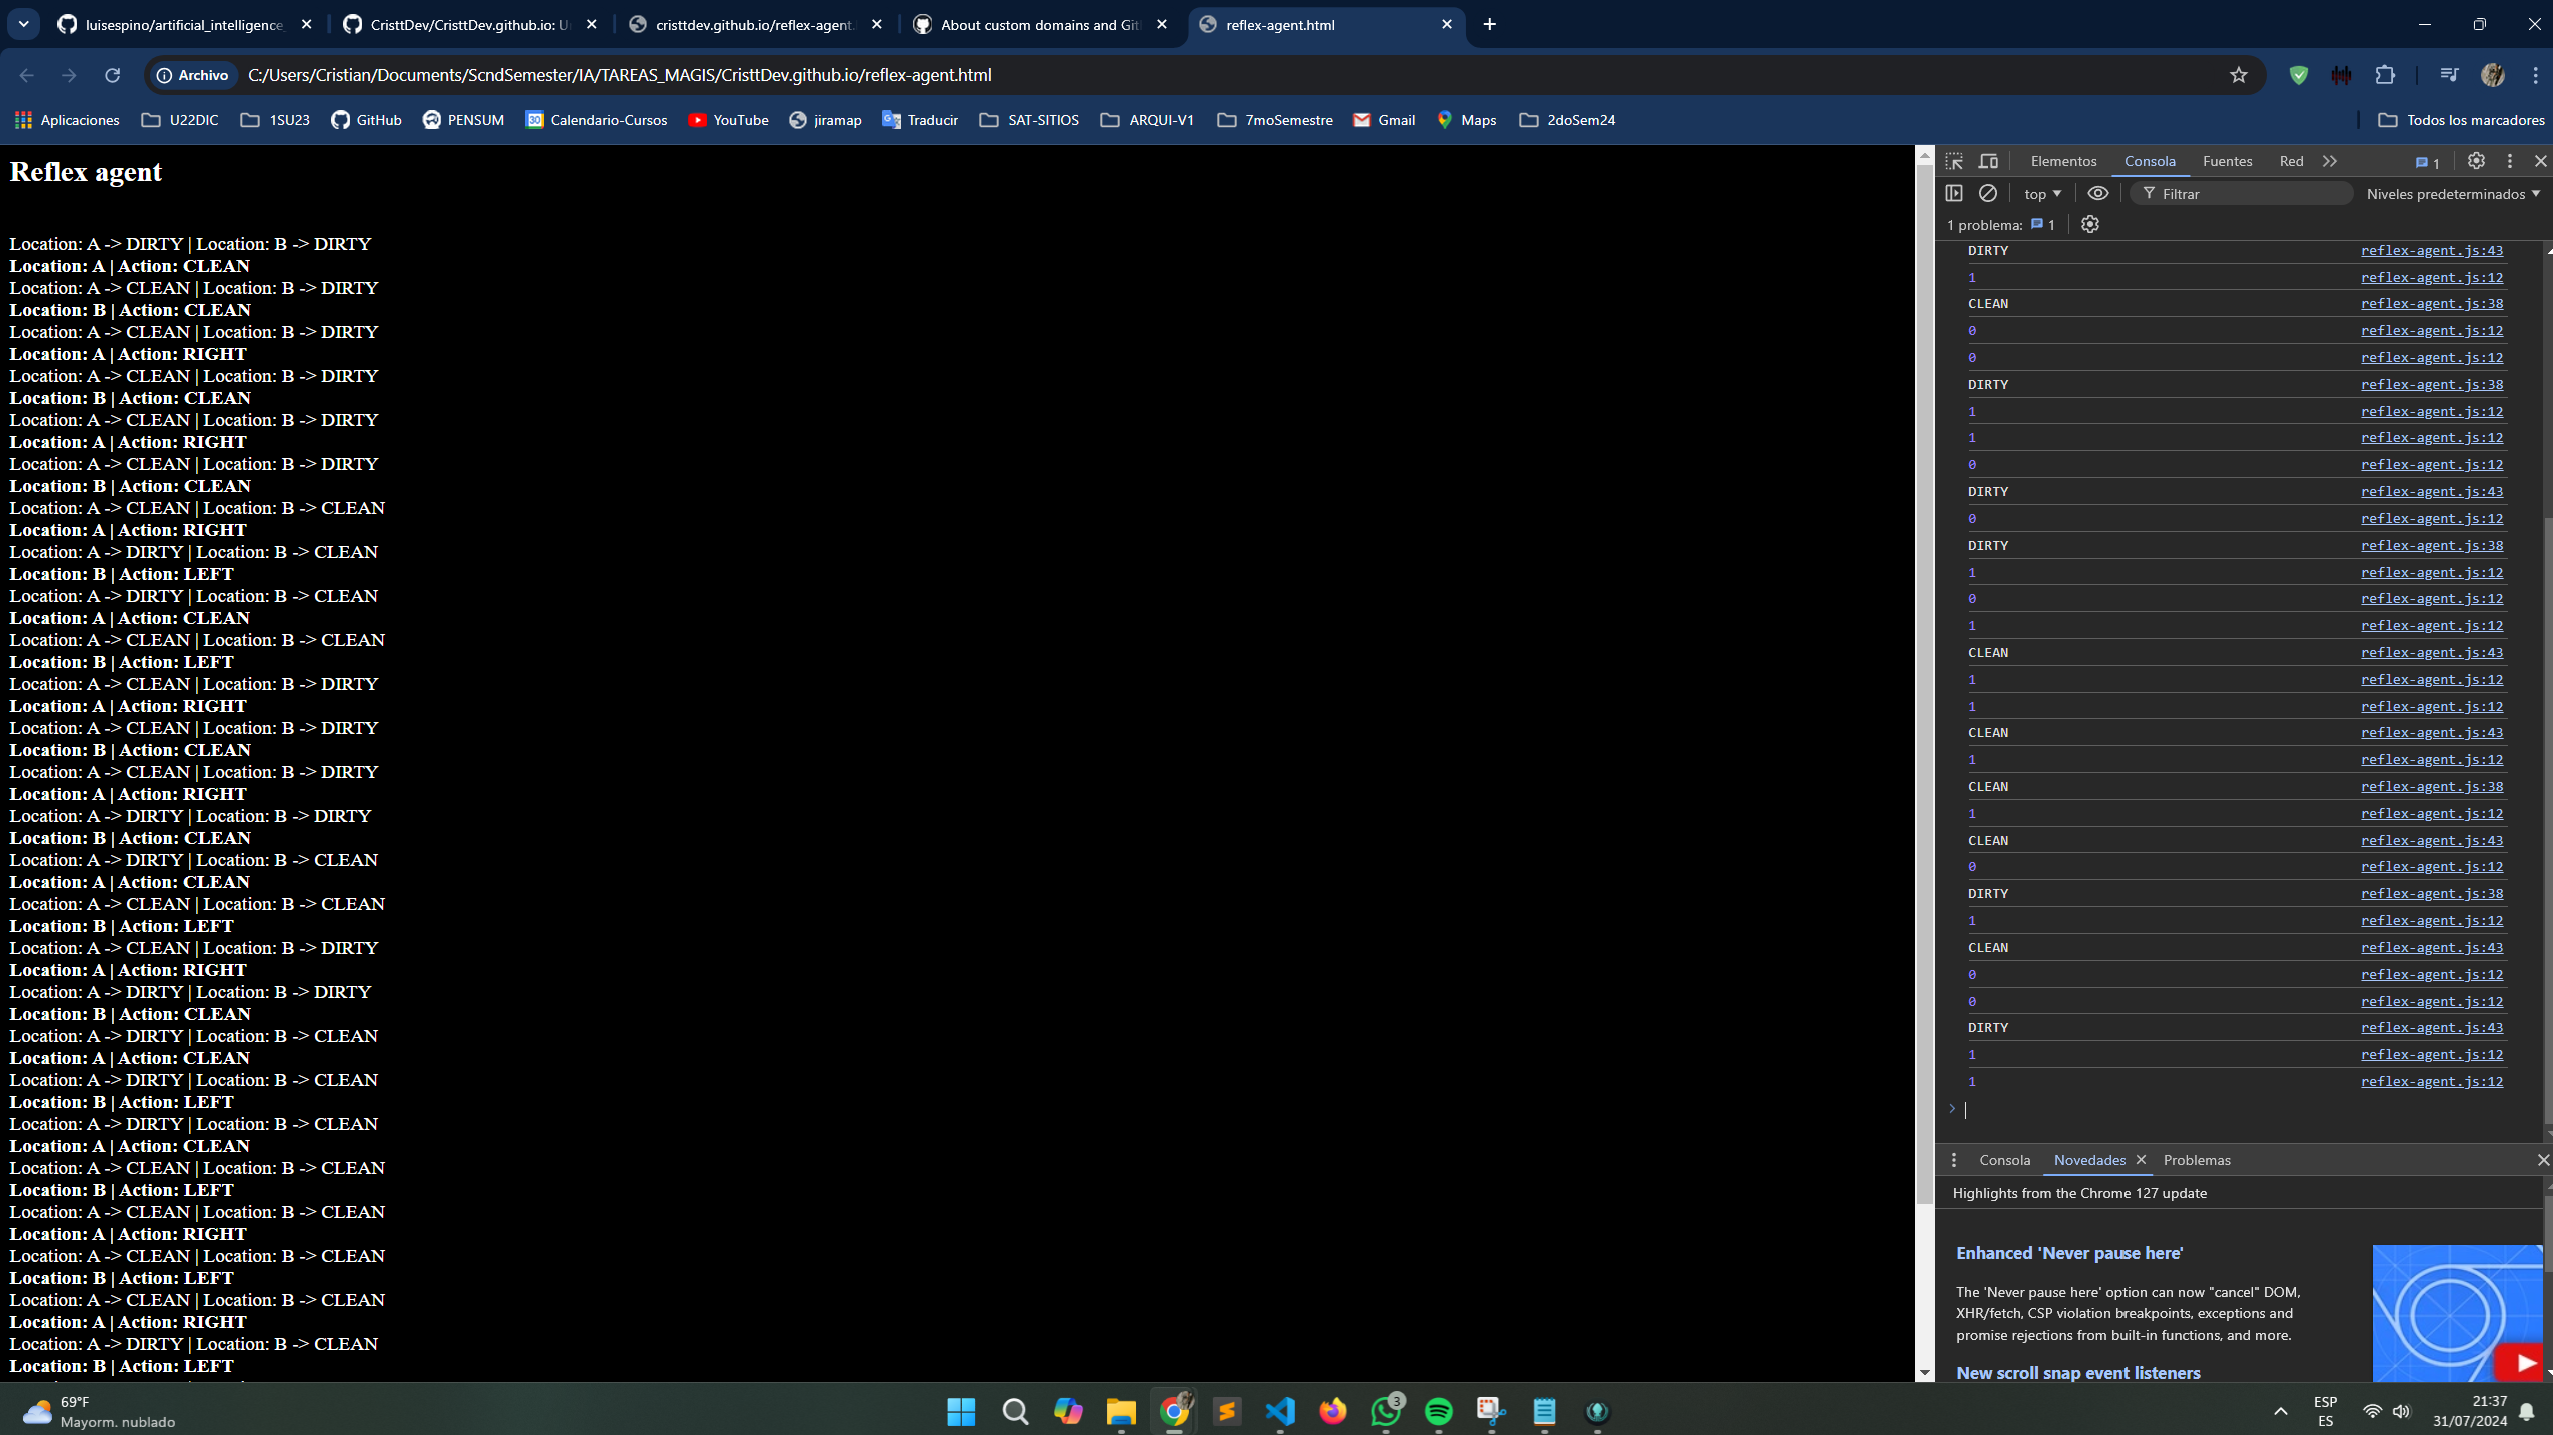 luisespino/artificial_intelligence_
CristtDev/CristtDev.github.io: U
cristtdev.github.io/reflex-agent.
About custom domains and Git
reflex-agent.html
Archivo
C:/Users/Cristian/Documents/ScndSemester/IA/TAREAS_MAGIS/CristtDev.github.io/reflex-agent.html
Aplicaciones
U22DIC
1SU23
GitHub
PENSUM
Calendario-Cursos
YouTube
jiramap
Traducir
SAT-SITIOS
ARQUI-V1
7moSemestre
Gmail
Maps
2doSem24
Todos los marcadores
Reflex agent
Location: A -> DIRTY | Location: B -> DIRTY
Location: A | Action: CLEAN
Location: A -> CLEAN | Location: B -> DIRTY
Location: B | Action: CLEAN
Location: A -> CLEAN | Location: B -> DIRTY
Location: A | Action: RIGHT
Location: A -> CLEAN | Location: B -> DIRTY
Location: B | Action: CLEAN
Location: A -> CLEAN | Location: B -> DIRTY
Location: A | Action: RIGHT
Location: A -> CLEAN | Location: B -> DIRTY
Location: B | Action: CLEAN
Location: A -> CLEAN | Location: B -> CLEAN
Location: A | Action: RIGHT
Location: A -> DIRTY | Location: B -> CLEAN
Location: B | Action: LEFT
Location: A -> DIRTY | Location: B -> CLEAN
Location: A | Action: CLEAN
Location: A -> CLEAN | Location: B -> CLEAN
Location: B | Action: LEFT
Location: A -> CLEAN | Location: B -> DIRTY
Location: A | Action: RIGHT
Location: A -> CLEAN | Location: B -> DIRTY
Location: B | Action: CLEAN
Location: A -> CLEAN | Location: B -> DIRTY
Location: A | Action: RIGHT
Location: A -> DIRTY | Location: B -> DIRTY
Location: B | Action: CLEAN
Location: A -> DIRTY | Location: B -> CLEAN
Location: A | Action: CLEAN
Location: A -> CLEAN | Location: B -> CLEAN
Location: B | Action: LEFT
Location: A -> CLEAN | Location: B -> DIRTY
Location: A | Action: RIGHT
Location: A -> DIRTY | Location: B -> DIRTY
Location: B | Action: CLEAN
Location: A -> DIRTY | Location: B -> CLEAN
Location: A | Action: CLEAN
Location: A -> DIRTY | Location: B -> CLEAN
Location: B | Action: LEFT
Location: A -> DIRTY | Location: B -> CLEAN
Location: A | Action: CLEAN
Location: A -> CLEAN | Location: B -> CLEAN
Location: B | Action: LEFT
Location: A -> CLEAN | Location: B -> CLEAN
Location: A | Action: RIGHT
Location: A -> CLEAN | Location: B -> CLEAN
Location: B | Action: LEFT
Location: A -> CLEAN | Location: B -> CLEAN
Location: A | Action: RIGHT
Location: A -> DIRTY | Location: B -> CLEAN
Location: B | Action: LEFT
Elementos
Consola
Fuentes
Red
1
top
Filtrar
Niveles predeterminados
1 problema: 1
DIRTY reflex-agent.js:43
1 reflex-agent.js:12
CLEAN reflex-agent.js:38
0 reflex-agent.js:12
0 reflex-agent.js:12
DIRTY reflex-agent.js:38
1 reflex-agent.js:12
1 reflex-agent.js:12
0 reflex-agent.js:12
DIRTY reflex-agent.js:43
0 reflex-agent.js:12
DIRTY reflex-agent.js:38
1 reflex-agent.js:12
0 reflex-agent.js:12
1 reflex-agent.js:12
CLEAN reflex-agent.js:43
1 reflex-agent.js:12
1 reflex-agent.js:12
CLEAN reflex-agent.js:43
1 reflex-agent.js:12
CLEAN reflex-agent.js:38
1 reflex-agent.js:12
CLEAN reflex-agent.js:43
0 reflex-agent.js:12
DIRTY reflex-agent.js:38
1 reflex-agent.js:12
CLEAN reflex-agent.js:43
0 reflex-agent.js:12
0 reflex-agent.js:12
DIRTY reflex-agent.js:43
1 reflex-agent.js:12
1 reflex-agent.js:12
Consola
Novedades
Problemas
Highlights from the Chrome 127 update
Enhanced 'Never pause here'
The 'Never pause here' option can now "cancel" DOM,
XHR/fetch, CSP violation breakpoints, exceptions and
promise rejections from built-in functions, and more.
New scroll snap event listeners
69°F
Mayorm. nublado
3
ESP
ES
21:37
31/07/2024